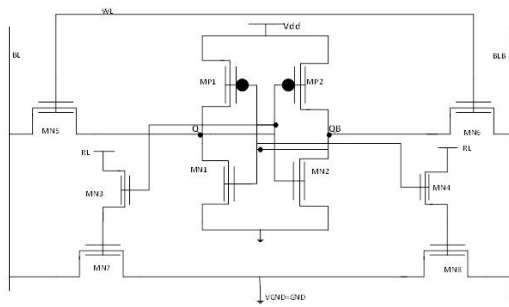 WL
Vdd
BL
BLB
MP1
MP2
MN5
Q
QB
MN6
RL
RL
MN3
MN1
MN2
MN4
MN7
MN8
VGND=GND